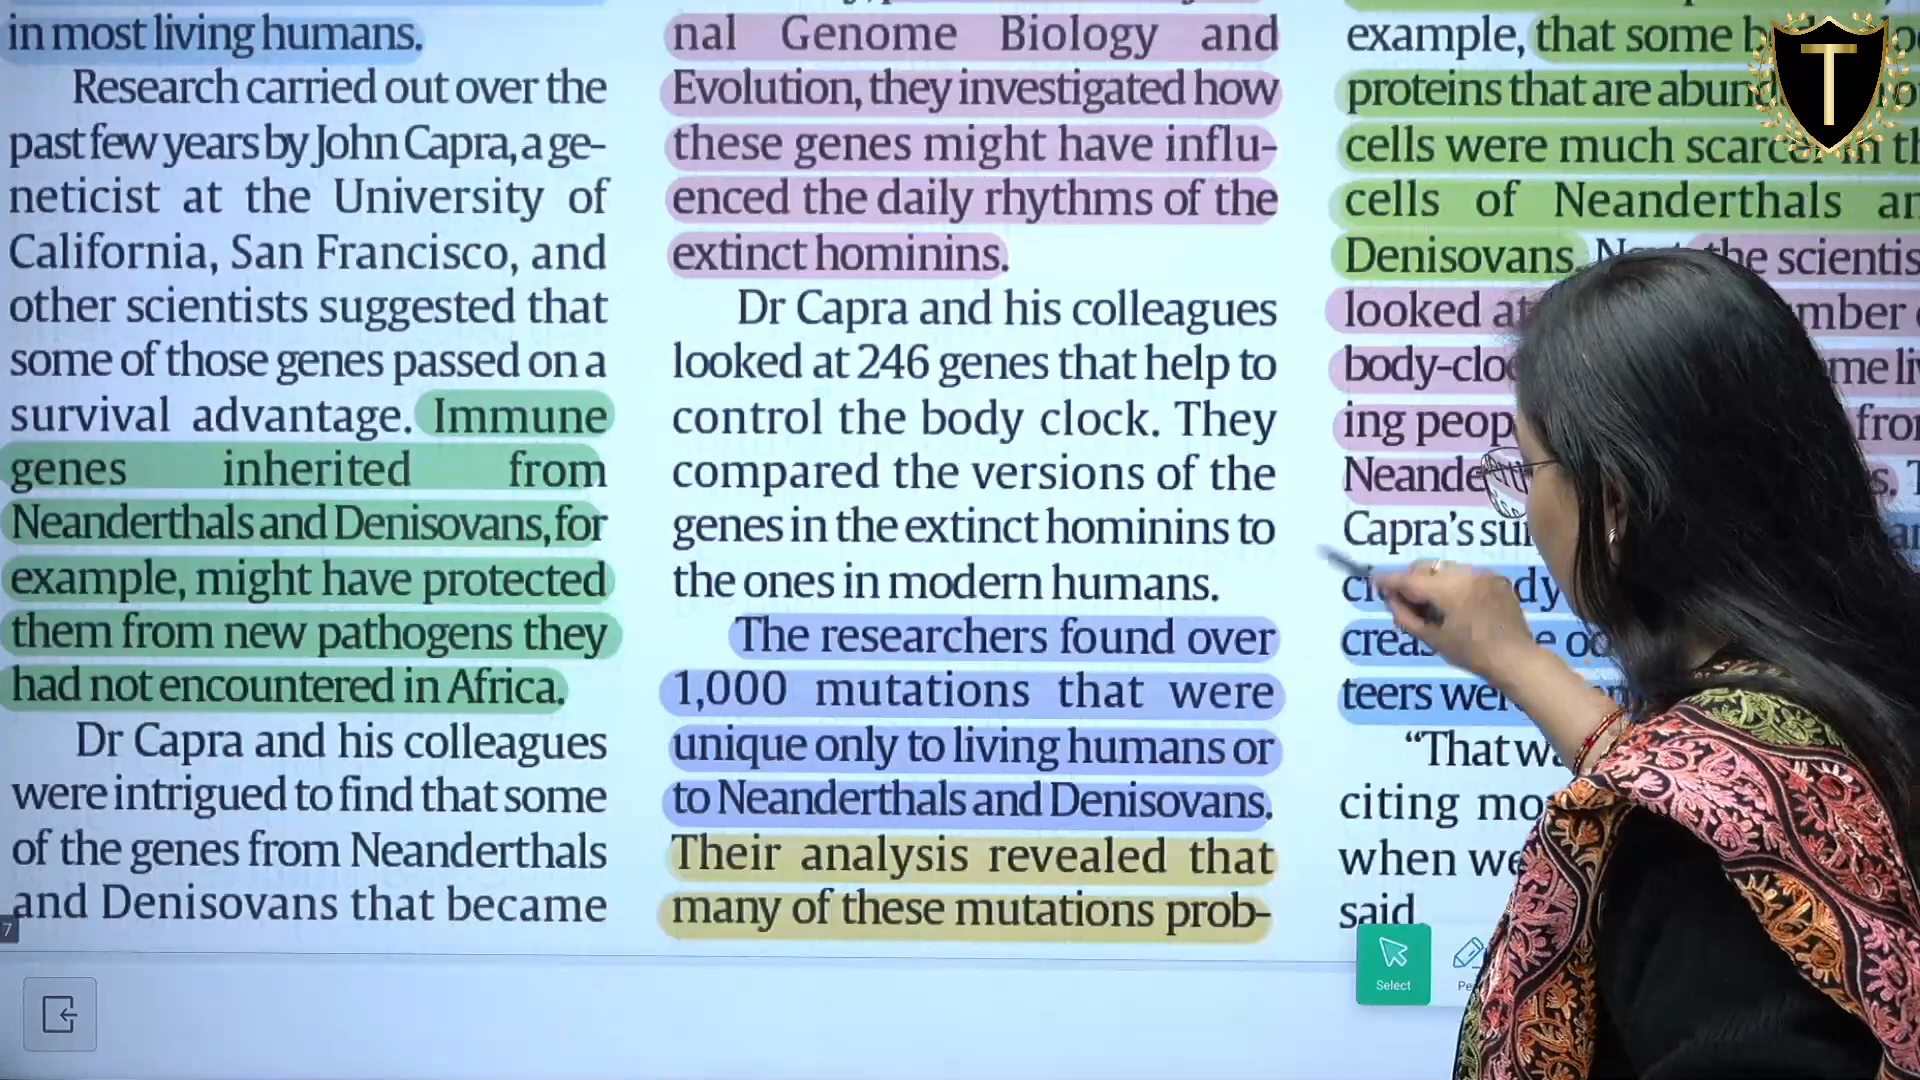 in most living humans.
Research carried out over the
past few years by John Capra, a ge-
neticist at the University of
California, San Francisco, and
other scientists suggested that
some of those genes passed on a
survival advantage. Immune
genes inherited from
Neanderthals and Denisovans, for
example, might have protected
them from new pathogens they
had not encountered in Africa.
Dr Capra and his colleagues
were intrigued to find that some
of the genes from Neanderthals
and Denisovans that became
7
nal Genome Biology and
Evolution, they investigated how
these genes might have influ-
enced the daily rhythms of the
extinct hominins.
Dr Capra and his colleagues
looked at 246 genes that help to
control the body clock. They
compared the versions of the
genes in the extinct hominins to
the ones in modern humans.
The researchers found over
1,000 mutations that were
unique only to living humans or
to Neanderthals and Denisovans.
Their analysis revealed that
many of these mutations prob-
example, that some
proteins that are
cells were much scarcer in
cells of Neanderthals
Denisovans. the
looked
body-clo
ing
Capra's
"That
citing
when
said
T
Select